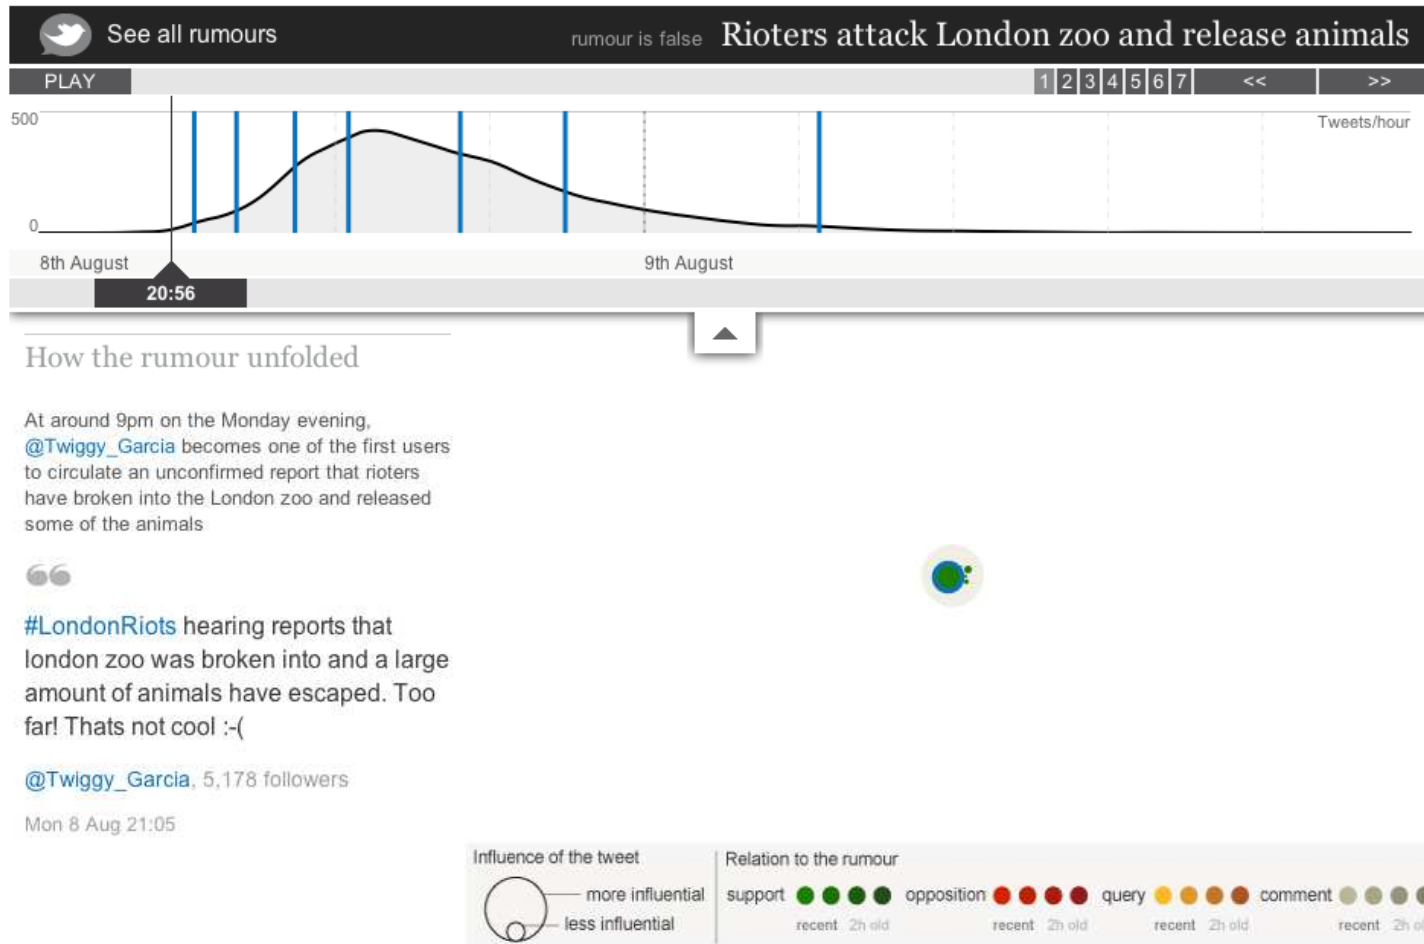 See all rumours rumour is false Rioters attack London zoo and release animals
PLAY 1 2 3 4 5 6 7 << >>
500 Tweets/hour
0
8th August 9th August
20:56
How the rumour unfolded
At around 9pm on the Monday evening,
@Twiggy_Garcia becomes one of the first users
to circulate an unconfirmed report that rioters
have broken into the London zoo and released
some of the animals
#LondonRiots hearing reports that
london zoo was broken into and a large
amount of animals have escaped. Too
far! Thats not cool :-(
@Twiggy_Garcia, 5,178 followers
Mon 8 Aug 21:05
Influence of the tweet
more influential
less influential
Relation to the rumour
support opposition query comment
recent 2h old recent 2h old recent 2h old recent 2h